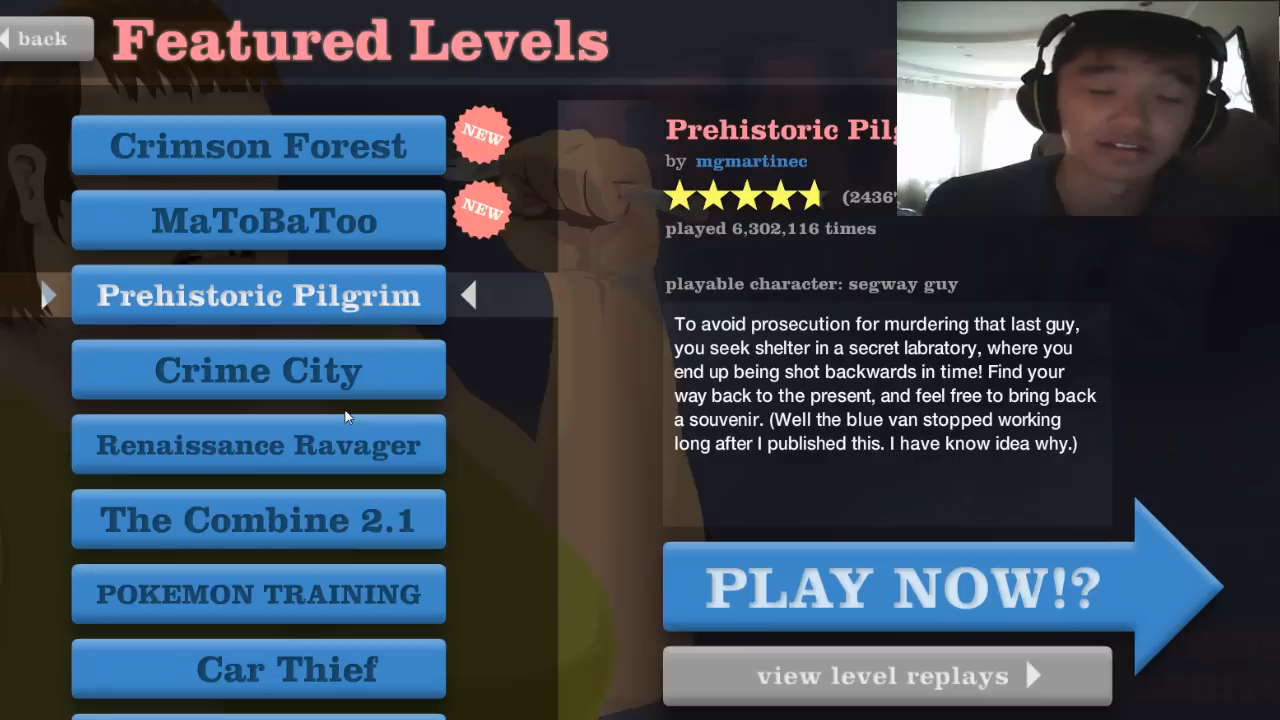 back
Featured Levels
Crimson Forest
NEW
MaToBaToo
NEW
Prehistoric Pilgrim
Crime City
Renaissance Ravager
The Combine 2.1
POKEMON TRAINING
Car Thief
Prehistoric
by mgmartinec
played 6,302,116 times
playable character: segway guy
To avoid prosecution for murdering that last guy,
you seek shelter in a secret labratory, where you
end up being shot backwards in time! Find your
way back to the present, and feel free to bring back
a souvenir. (Well the blue van stopped working
long after I published this. I have know idea why.)
PLAY NOW!?
view level replays